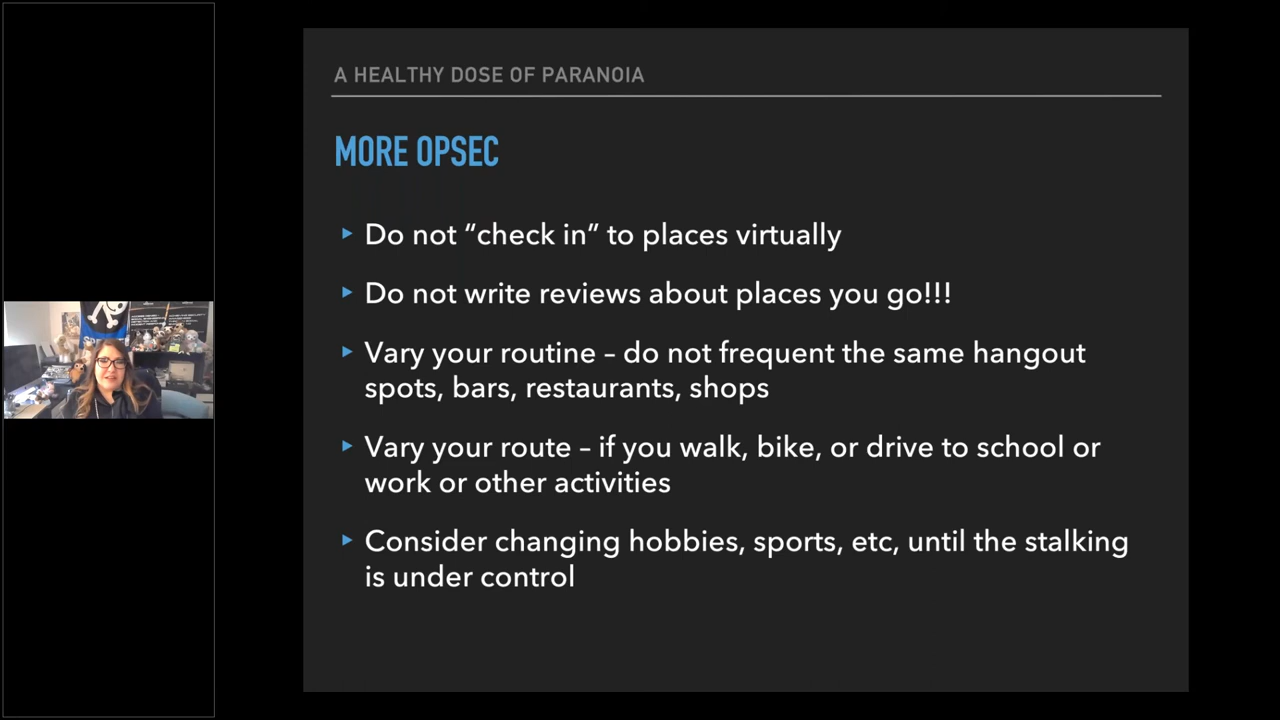 A HEALTHY DOSE OF PARANOIA
MORE OPSEC
Do not “check in” to places virtually
Do not write reviews about places you go!!!
Vary your routine – do not frequent the same hangout
spots, bars, restaurants, shops
Vary your route – if you walk, bike, or drive to school or
work or other activities
Consider changing hobbies, sports, etc, until the stalking
is under control